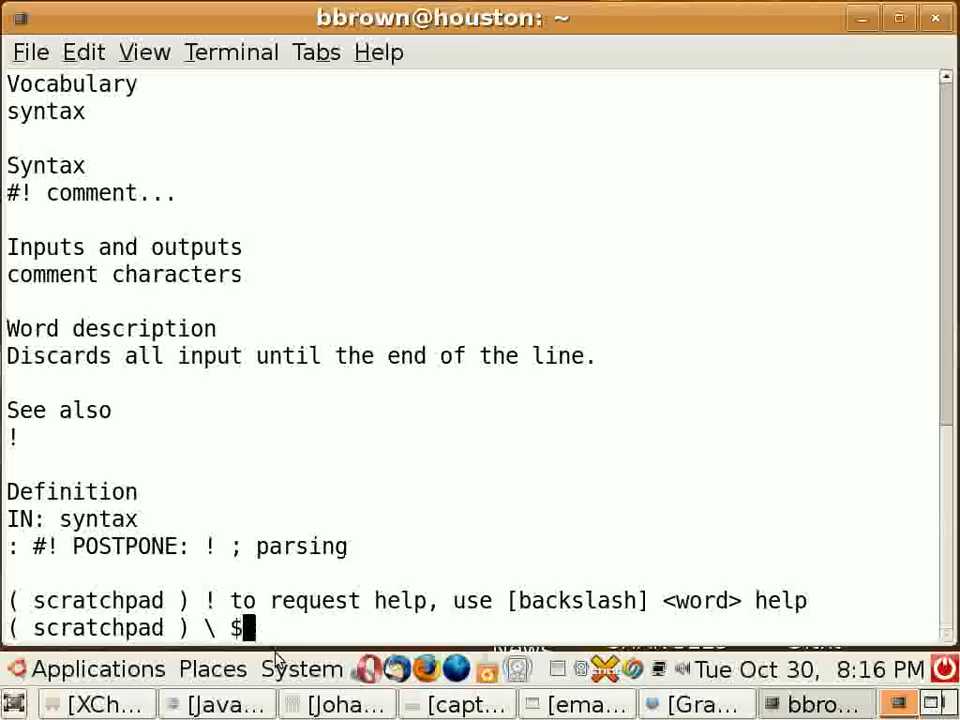 bbrown@houston: ~
File Edit View Terminal Tabs Help
Vocabulary
syntax
Syntax
#! comment...
Inputs and outputs
comment characters
Word description
Discards all input until the end of the line.
See also
!
Definition
IN: syntax
: #! POSTPONE: ! ; parsing
( scratchpad ) ! to request help, use [backslash] <word> help
( scratchpad ) \ $
Applications Places System Tue Oct 30, 8:16 PM
[XCh... [Java... [Joha... [capt... [ema... [Gra... bbro...